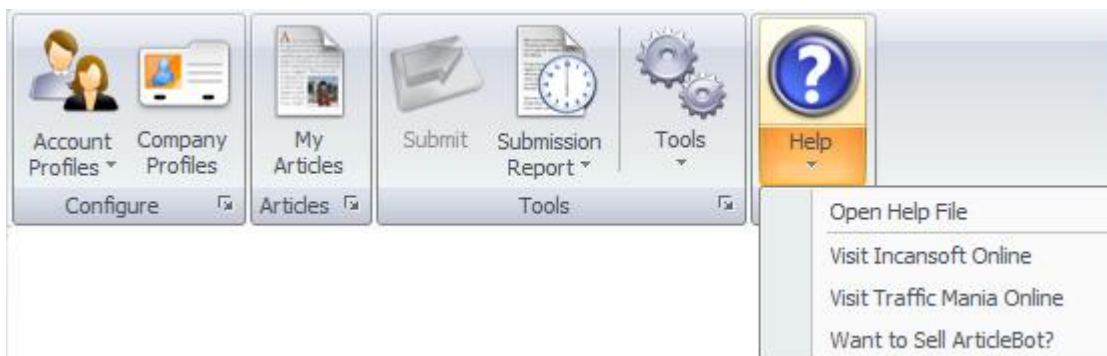 Account
Profiles
Company
Profiles
My
Articles
Submit
Submission
Report
Tools
Help
?
Configure
Articles
Tools
Open Help File
Visit Incansoft Online
Visit Traffic Mania Online
Want to Sell ArticleBot?